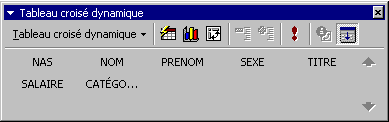 Tableau croisé dynamique
Tableau croisé dynamique
NAS NOM PRENOM SEXE TITRE
SALAIRE CATÉGO...